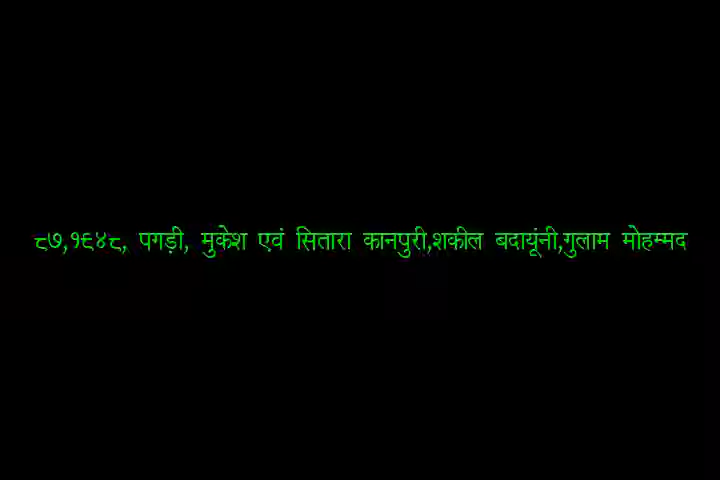 ८७,१९४८, पगड़ी, मुकेश एवं सितारा कानपुरी,शकील बदायूंनी,गुलाम मोहम्मद